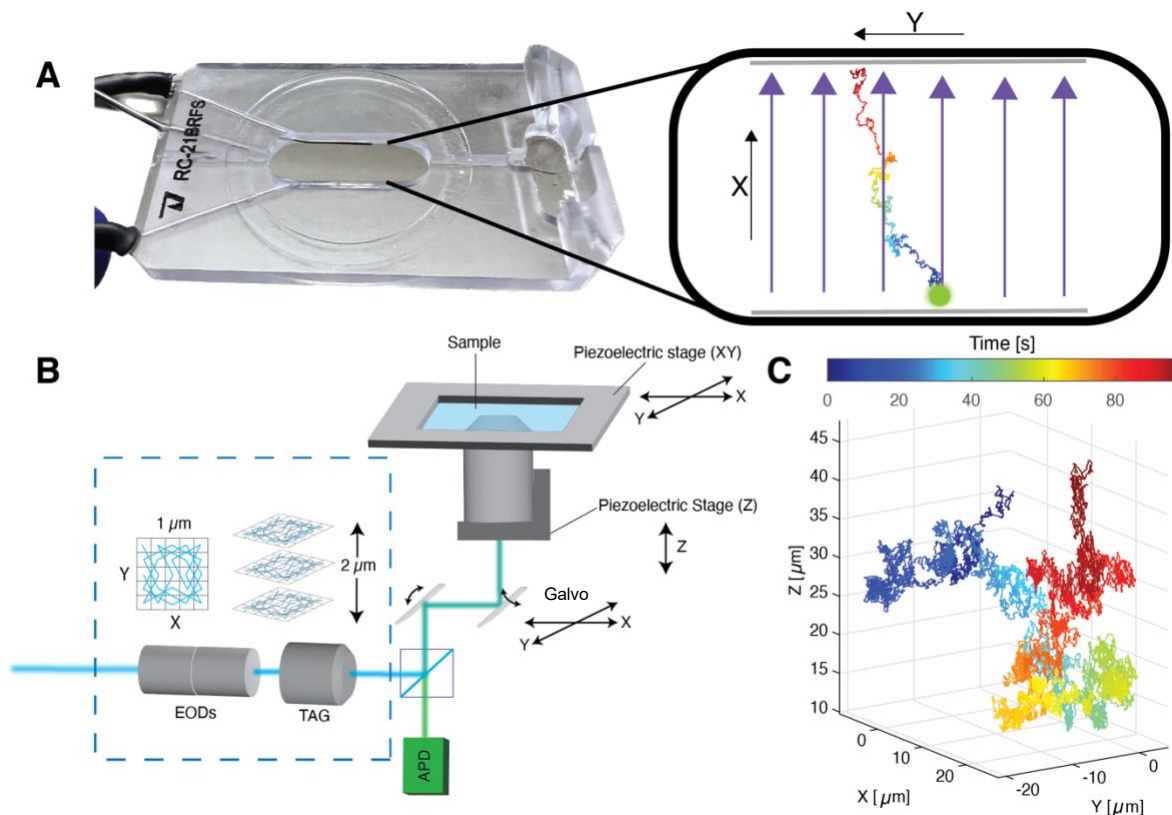 A
RC-21BRFS
Y
X
B
Sample
Piezoelectric stage (XY)
X
Y
Piezoelectric Stage (Z)
Z
1 µm
2 µm
Y
X
Galvo
X
Y
EODs
TAG
APD
C
Time [s]
0 20 40 60 80
45
40
35
30
25
20
15
10
Z [µm]
0
10
20
X [µm]
-20
-10
0
Y [µm]